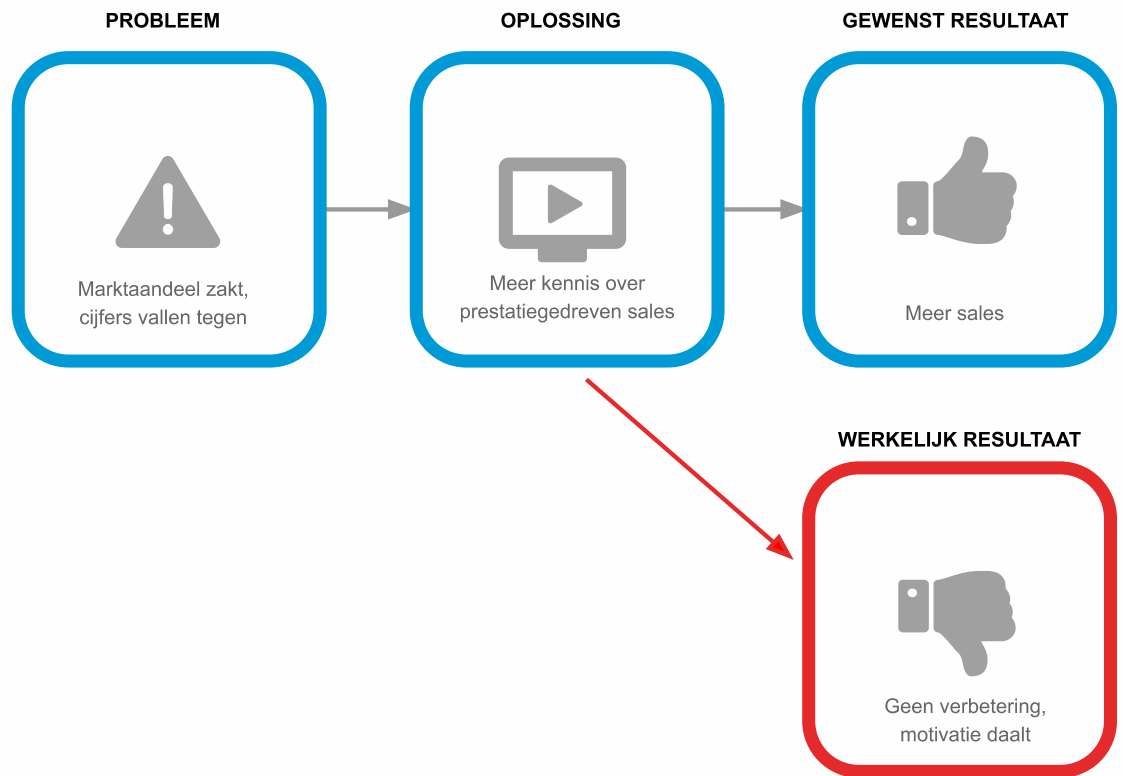 PROBLEEM
OPLOSSING
GEWENST RESULTAAT
Marktaandeel zakt,
cijfers vallen tegen
Meer kennis over
prestatiegedreven sales
Meer sales
WERKELIJK RESULTAAT
Geen verbetering,
motivatie daalt